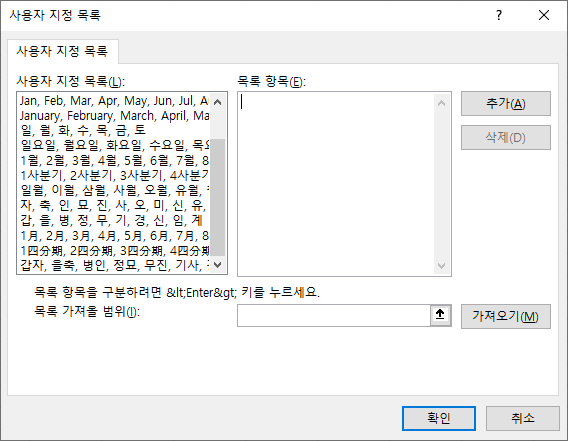 사용자 지정 목록
?
사용자 지정 목록
사용자 지정 목록(L):
목록 항목(E):
Jan, Feb, Mar, Apr, May, Jun, Jul, Au
January, February, March, April, Ma
일, 월, 화, 수, 목, 금, 토
일요일, 월요일, 화요일, 수요일, 목요
1월, 2월, 3월, 4월, 5월, 6월, 7월, 8
1사분기, 2사분기, 3사분기, 4사분기
일월, 이월, 삼월, 사월, 오월, 유월,
자, 축, 인, 묘, 진, 사, 오, 미, 신, 유,
갑, 을, 병, 정, 무, 기, 경, 신, 임, 계
1月, 2月, 3月, 4月, 5月, 6月, 7月, 8
1四分期, 2四分期, 3四分期, 4四分期
갑자, 을축, 병인, 정묘, 무진, 기사,
추가(A)
삭제(D)
목록 항목을 구분하려면 &lt;Enter&gt; 키를 누르세요.
목록 가져올 범위(I):
가져오기(M)
확인
취소